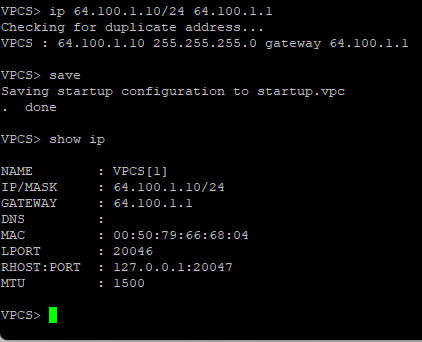 VPCS> ip 64.100.1.10/24 64.100.1.1
Checking for duplicate address...
VPCS : 64.100.1.10 255.255.255.0 gateway 64.100.1.1
VPCS> save
Saving startup configuration to startup.vpc
.  done
VPCS> show ip
NAME        : VPCS[1]
IP/MASK     : 64.100.1.10/24
GATEWAY     : 64.100.1.1
DNS         :
MAC         : 00:50:79:66:68:04
LPORT       : 20046
RHOST:PORT  : 127.0.0.1:20047
MTU         : 1500
VPCS>